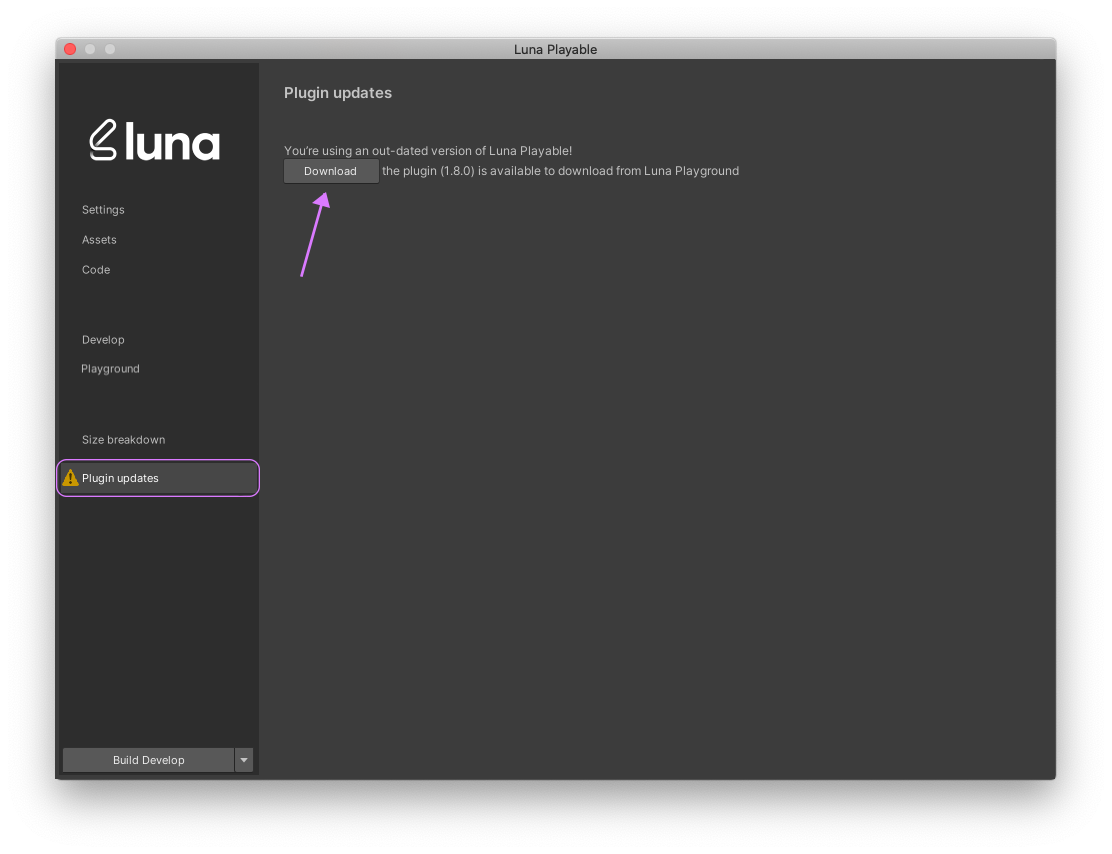 Luna Playable
luna
Settings
Assets
Code
Develop
Playground
Size breakdown
Plugin updates
Build Develop
Plugin updates
You're using an out-dated version of Luna Playable!
Download the plugin (1.8.0) is available to download from Luna Playground